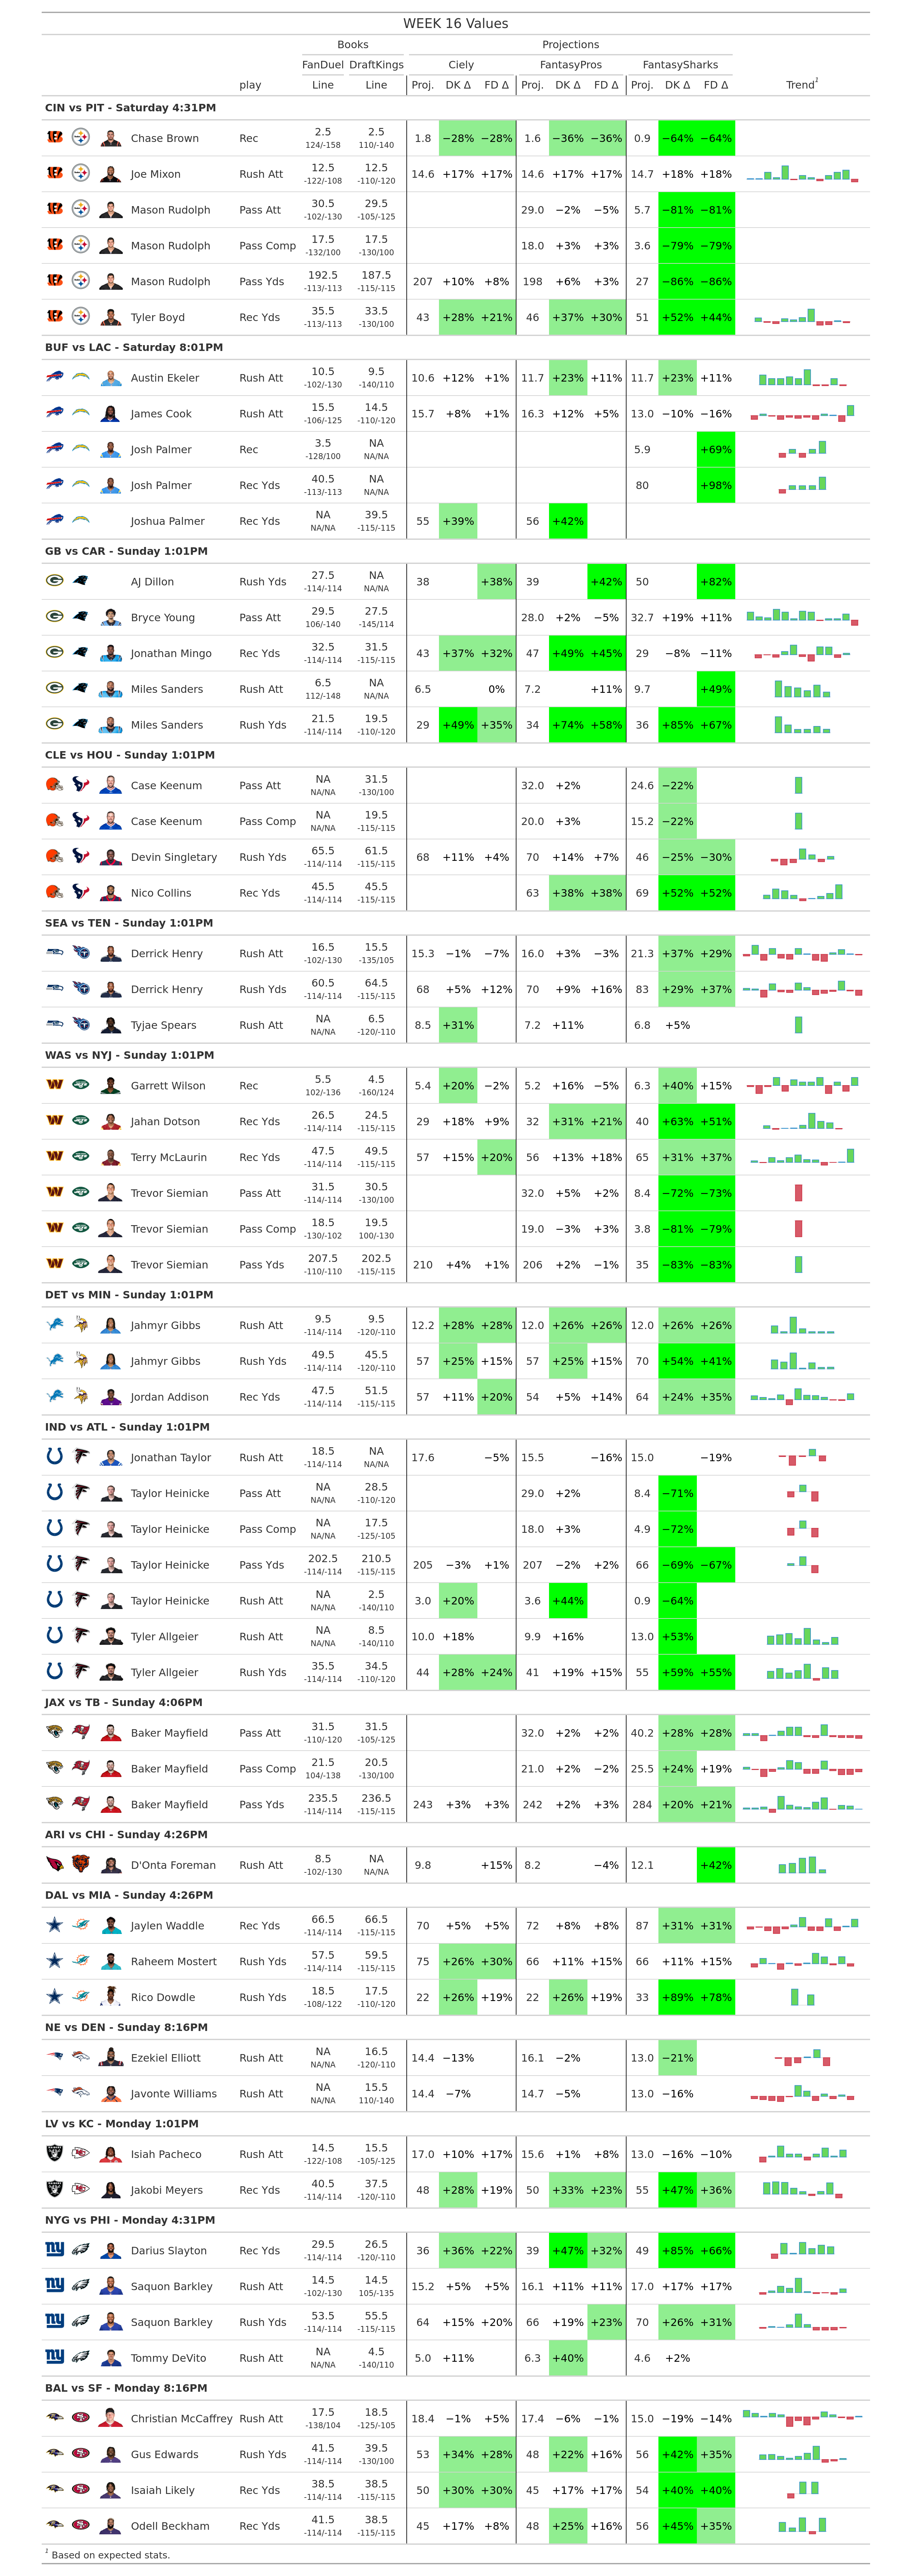 WEEK 16 Values
Books Projections
FanDuel DraftKings Ciely FantasyPros FantasySharks
play Line Line Proj. DK Δ FD Δ Proj. DK Δ FD Δ Proj. DK Δ FD Δ Trend1
CIN vs PIT - Saturday 4:31PM
Chase Brown Rec 2.5 2.5 1.8 −28% −28% 1.6 −36% −36% 0.9 −64% −64%
124/-158 110/-140
Joe Mixon Rush Att 12.5 12.5 14.6 +17% +17% 14.6 +17% +17% 14.7 +18% +18%
-122/-108 -110/-120
Mason Rudolph Pass Att 30.5 29.5 29.0 −2% −5% 5.7 −81% −81%
-102/-130 -105/-125
Mason Rudolph Pass Comp 17.5 17.5 18.0 +3% +3% 3.6 −79% −79%
-132/100 -130/100
Mason Rudolph Pass Yds 192.5 187.5 207 +10% +8% 198 +6% +3% 27 −86% −86%
-113/-113 -115/-115
Tyler Boyd Rec Yds 35.5 33.5 43 +28% +21% 46 +37% +30% 51 +52% +44%
-113/-113 -130/100
BUF vs LAC - Saturday 8:01PM
Austin Ekeler Rush Att 10.5 9.5 10.6 +12% +1% 11.7 +23% +11% 11.7 +23% +11%
-102/-130 -140/110
James Cook Rush Att 15.5 14.5 15.7 +8% +1% 16.3 +12% +5% 13.0 −10% −16%
-106/-125 -110/-120
Josh Palmer Rec 3.5 NA 5.9 +69%
-128/100 NA/NA
Josh Palmer Rec Yds 40.5 NA 80 +98%
-113/-113 NA/NA
Joshua Palmer Rec Yds NA 39.5 55 +39% 56 +42%
NA/NA -115/-115
GB vs CAR - Sunday 1:01PM
AJ Dillon Rush Yds 27.5 NA 38 +38% 39 +42% 50 +82%
-114/-114 NA/NA
Bryce Young Pass Att 29.5 27.5 28.0 +2% −5% 32.7 +19% +11%
106/-140 -145/114
Jonathan Mingo Rec Yds 32.5 31.5 43 +37% +32% 47 +49% +45% 29 −8% −11%
-114/-114 -115/-115
Miles Sanders Rush Att 6.5 NA 6.5 0% 7.2 +11% 9.7 +49%
112/-148 NA/NA
Miles Sanders Rush Yds 21.5 19.5 29 +49% +35% 34 +74% +58% 36 +85% +67%
-114/-114 -110/-120
CLE vs HOU - Sunday 1:01PM
Case Keenum Pass Att NA 31.5 32.0 +2% 24.6 −22%
NA/NA -130/100
Case Keenum Pass Comp NA 19.5 20.0 +3% 15.2 −22%
NA/NA -115/-115
Devin Singletary Rush Yds 65.5 61.5 68 +11% +4% 70 +14% +7% 46 −25% −30%
-114/-114 -115/-115
Nico Collins Rec Yds 45.5 45.5 63 +38% +38% 69 +52% +52%
-114/-114 -115/-115
SEA vs TEN - Sunday 1:01PM
Derrick Henry Rush Att 16.5 15.5 15.3 −1% −7% 16.0 +3% −3% 21.3 +37% +29%
-102/-130 -135/105
Derrick Henry Rush Yds 60.5 64.5 68 +5% +12% 70 +9% +16% 83 +29% +37%
-114/-114 -115/-115
Tyjae Spears Rush Att NA 6.5 8.5 +31% 7.2 +11% 6.8 +5%
NA/NA -120/-110
WAS vs NYJ - Sunday 1:01PM
Garrett Wilson Rec 5.5 4.5 5.4 +20% −2% 5.2 +16% −5% 6.3 +40% +15%
102/-136 -160/124
Jahan Dotson Rec Yds 26.5 24.5 29 +18% +9% 32 +31% +21% 40 +63% +51%
-114/-114 -115/-115
Terry McLaurin Rec Yds 47.5 49.5 57 +15% +20% 56 +13% +18% 65 +31% +37%
-114/-114 -115/-115
Trevor Siemian Pass Att 31.5 30.5 32.0 +5% +2% 8.4 −72% −73%
-114/-114 -130/100
Trevor Siemian Pass Comp 18.5 19.5 19.0 −3% +3% 3.8 −81% −79%
-130/-102 100/-130
Trevor Siemian Pass Yds 207.5 202.5 210 +4% +1% 206 +2% −1% 35 −83% −83%
-110/-110 -115/-115
DET vs MIN - Sunday 1:01PM
Jahmyr Gibbs Rush Att 9.5 9.5 12.2 +28% +28% 12.0 +26% +26% 12.0 +26% +26%
-114/-114 -120/-110
Jahmyr Gibbs Rush Yds 49.5 45.5 57 +25% +15% 57 +25% +15% 70 +54% +41%
-114/-114 -120/-110
Jordan Addison Rec Yds 47.5 51.5 57 +11% +20% 54 +5% +14% 64 +24% +35%
-114/-114 -115/-115
IND vs ATL - Sunday 1:01PM
Jonathan Taylor Rush Att 18.5 NA 17.6 −5% 15.5 −16% 15.0 −19%
-114/-114 NA/NA
Taylor Heinicke Pass Att NA 28.5 29.0 +2% 8.4 −71%
NA/NA -110/-120
Taylor Heinicke Pass Comp NA 17.5 18.0 +3% 4.9 −72%
NA/NA -125/-105
Taylor Heinicke Pass Yds 202.5 210.5 205 −3% +1% 207 −2% +2% 66 −69% −67%
-114/-114 -115/-115
Taylor Heinicke Rush Att NA 2.5 3.0 +20% 3.6 +44% 0.9 −64%
NA/NA -140/110
Tyler Allgeier Rush Att NA 8.5 10.0 +18% 9.9 +16% 13.0 +53%
NA/NA -140/110
Tyler Allgeier Rush Yds 35.5 34.5 44 +28% +24% 41 +19% +15% 55 +59% +55%
-114/-114 -110/-120
JAX vs TB - Sunday 4:06PM
Baker Mayfield Pass Att 31.5 31.5 32.0 +2% +2% 40.2 +28% +28%
-110/-120 -105/-125
Baker Mayfield Pass Comp 21.5 20.5 21.0 +2% −2% 25.5 +24% +19%
104/-138 -130/100
Baker Mayfield Pass Yds 235.5 236.5 243 +3% +3% 242 +2% +3% 284 +20% +21%
-114/-114 -115/-115
ARI vs CHI - Sunday 4:26PM
D'Onta Foreman Rush Att 8.5 NA 9.8 +15% 8.2 −4% 12.1 +42%
-102/-130 NA/NA
DAL vs MIA - Sunday 4:26PM
Jaylen Waddle Rec Yds 66.5 66.5 70 +5% +5% 72 +8% +8% 87 +31% +31%
-114/-114 -115/-115
Raheem Mostert Rush Yds 57.5 59.5 75 +26% +30% 66 +11% +15% 66 +11% +15%
-114/-114 -115/-115
Rico Dowdle Rush Yds 18.5 17.5 22 +26% +19% 22 +26% +19% 33 +89% +78%
-108/-122 -110/-120
NE vs DEN - Sunday 8:16PM
Ezekiel Elliott Rush Att NA 16.5 14.4 −13% 16.1 −2% 13.0 −21%
NA/NA -120/-110
Javonte Williams Rush Att NA 15.5 14.4 −7% 14.7 −5% 13.0 −16%
NA/NA 110/-140
LV vs KC - Monday 1:01PM
Isiah Pacheco Rush Att 14.5 15.5 17.0 +10% +17% 15.6 +1% +8% 13.0 −16% −10%
-122/-108 -105/-125
Jakobi Meyers Rec Yds 40.5 37.5 48 +28% +19% 50 +33% +23% 55 +47% +36%
-114/-114 -120/-110
NYG vs PHI - Monday 4:31PM
Darius Slayton Rec Yds 29.5 26.5 36 +36% +22% 39 +47% +32% 49 +85% +66%
-114/-114 -120/-110
Saquon Barkley Rush Att 14.5 14.5 15.2 +5% +5% 16.1 +11% +11% 17.0 +17% +17%
-102/-130 105/-135
Saquon Barkley Rush Yds 53.5 55.5 64 +15% +20% 66 +19% +23% 70 +26% +31%
-114/-114 -115/-115
Tommy DeVito Rush Att NA 4.5 5.0 +11% 6.3 +40% 4.6 +2%
NA/NA -140/110
BAL vs SF - Monday 8:16PM
Christian McCaffrey Rush Att 17.5 18.5 18.4 −1% +5% 17.4 −6% −1% 15.0 −19% −14%
-138/104 -125/-105
Gus Edwards Rush Yds 41.5 39.5 53 +34% +28% 48 +22% +16% 56 +42% +35%
-114/-114 -130/100
Isaiah Likely Rec Yds 38.5 38.5 50 +30% +30% 45 +17% +17% 54 +40% +40%
-114/-114 -115/-115
Odell Beckham Rec Yds 41.5 38.5 45 +17% +8% 48 +25% +16% 56 +45% +35%
-114/-114 -115/-115
1 Based on expected stats.